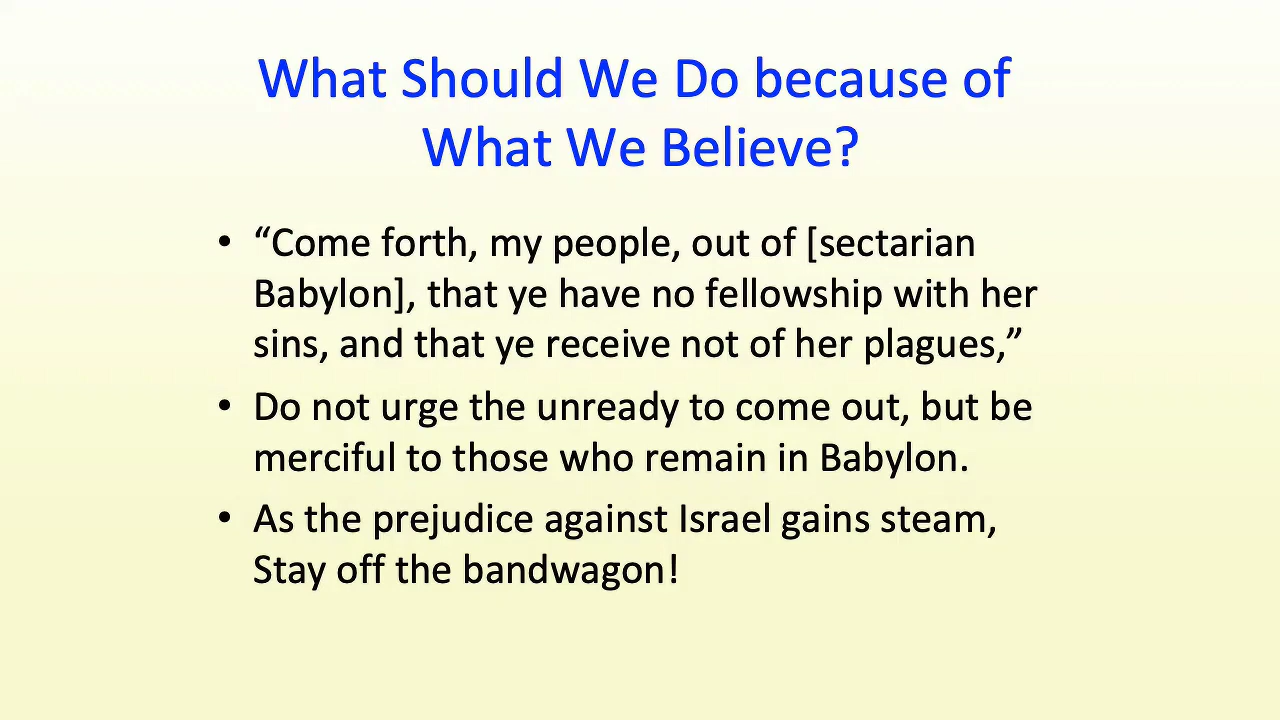 What Should We Do because of
What We Believe?
• “Come forth, my people, out of [sectarian
Babylon], that ye have no fellowship with her
sins, and that ye receive not of her plagues,”
• Do not urge the unready to come out, but be
merciful to those who remain in Babylon.
• As the prejudice against Israel gains steam,
Stay off the bandwagon!